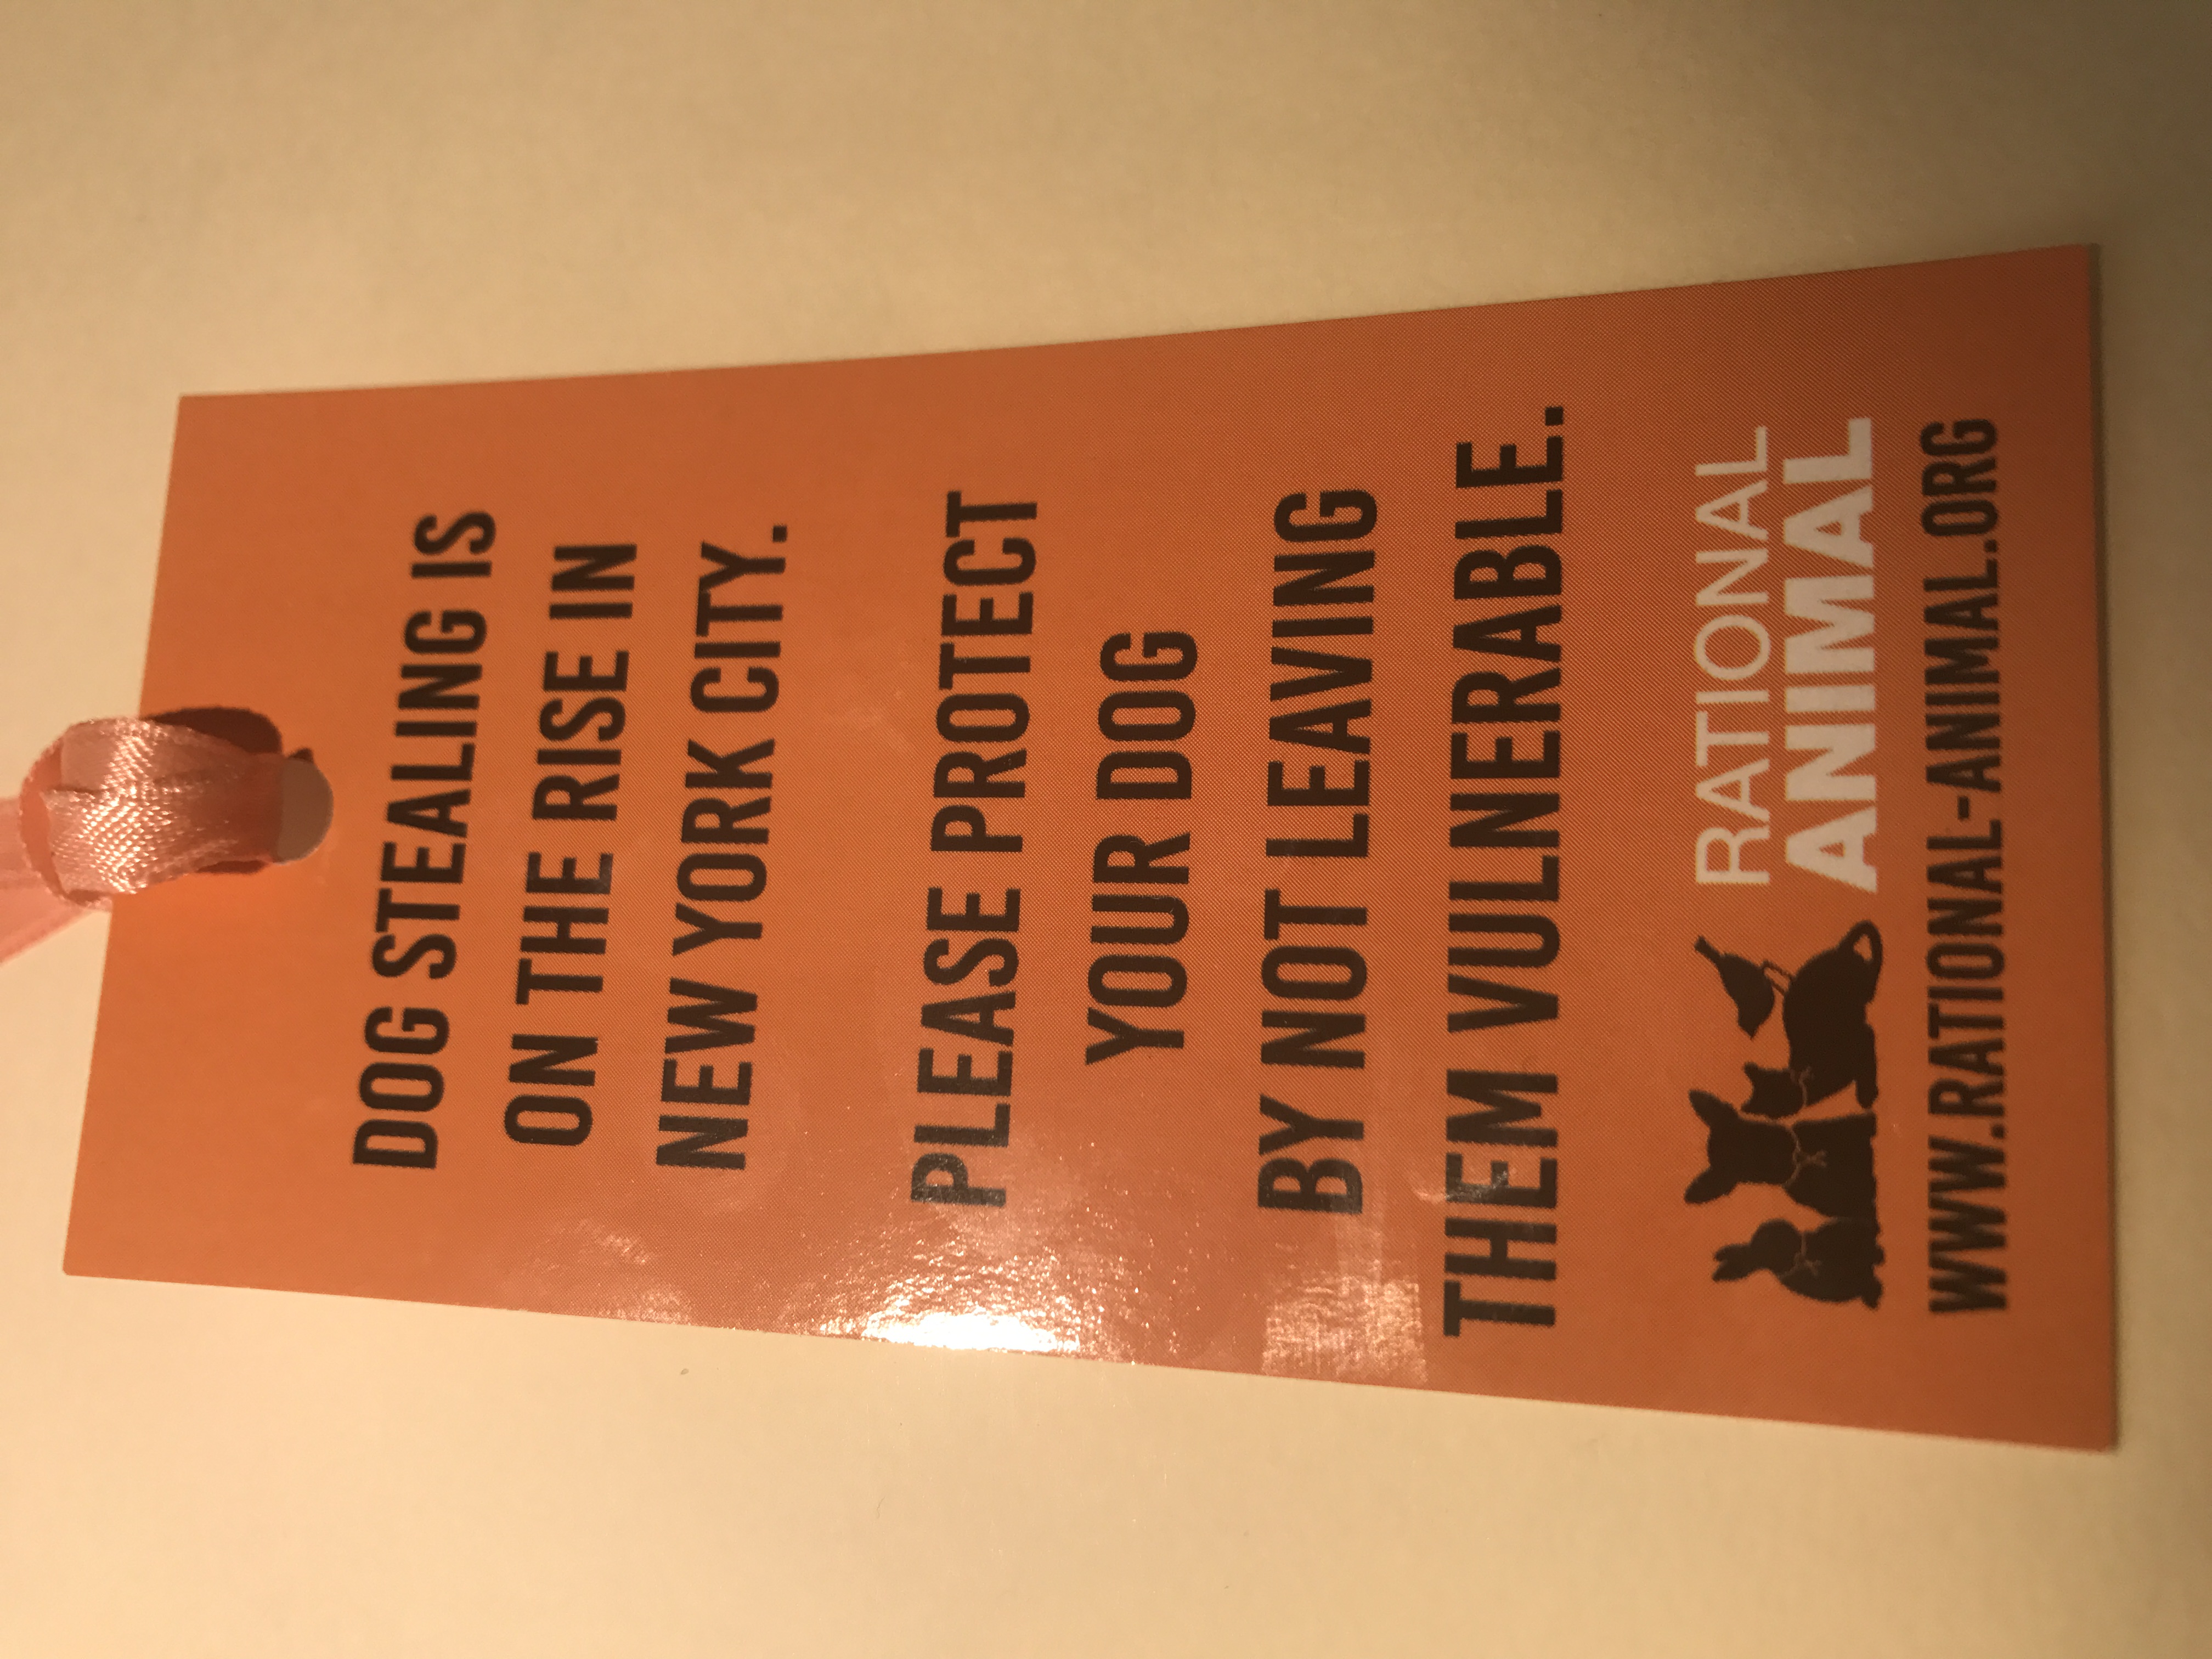 DOG STEALING IS
ON THE RISE IN
NEW YORK CITY.
PLEASE PROTECT
YOUR DOG
BY NOT LEAVING
THEM VULNERABLE.
RATIONAL
ANIMAL
WWW.RATIONAL-ANIMAL.ORG